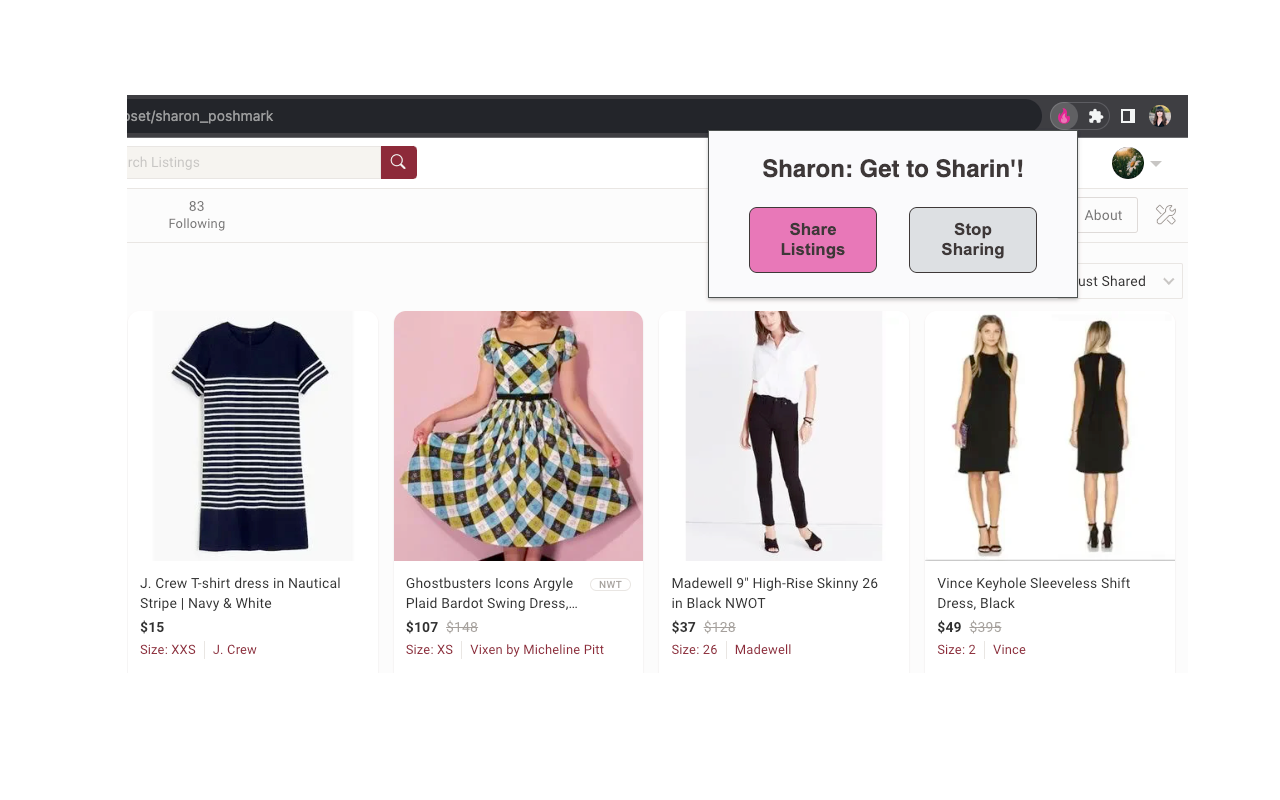 oset/sharon_poshmark
rch Listings
Sharon: Get to Sharin'!
Share
Listings
Stop
Sharing
83
Following
About
ust Shared
J. Crew T-shirt dress in Nautical
Stripe | Navy & White
$15
Size: XXS J. Crew
Ghostbusters Icons Argyle NWT
Plaid Bardot Swing Dress,...
$107 $148
Size: XS Vixen by Micheline Pitt
Madewell 9" High-Rise Skinny 26
in Black NWOT
$37 $128
Size: 26 Madewell
Vince Keyhole Sleeveless Shift
Dress, Black
$49 $395
Size: 2 Vince